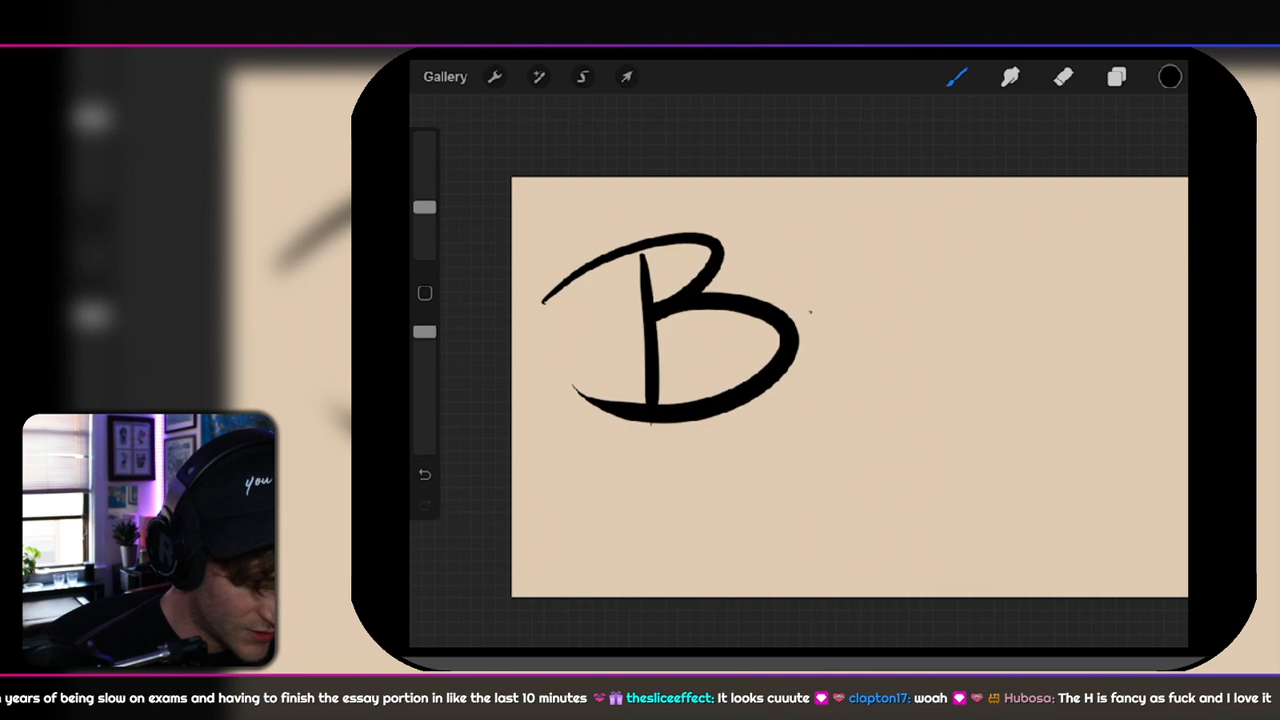 Gallery
B
you
years of being slow on exams and having to finish the essay portion in like the last 10 minutes thesliceeffect: It looks cuuute clapton17: woah Hubosa: The H is fancy as fuck and I love it